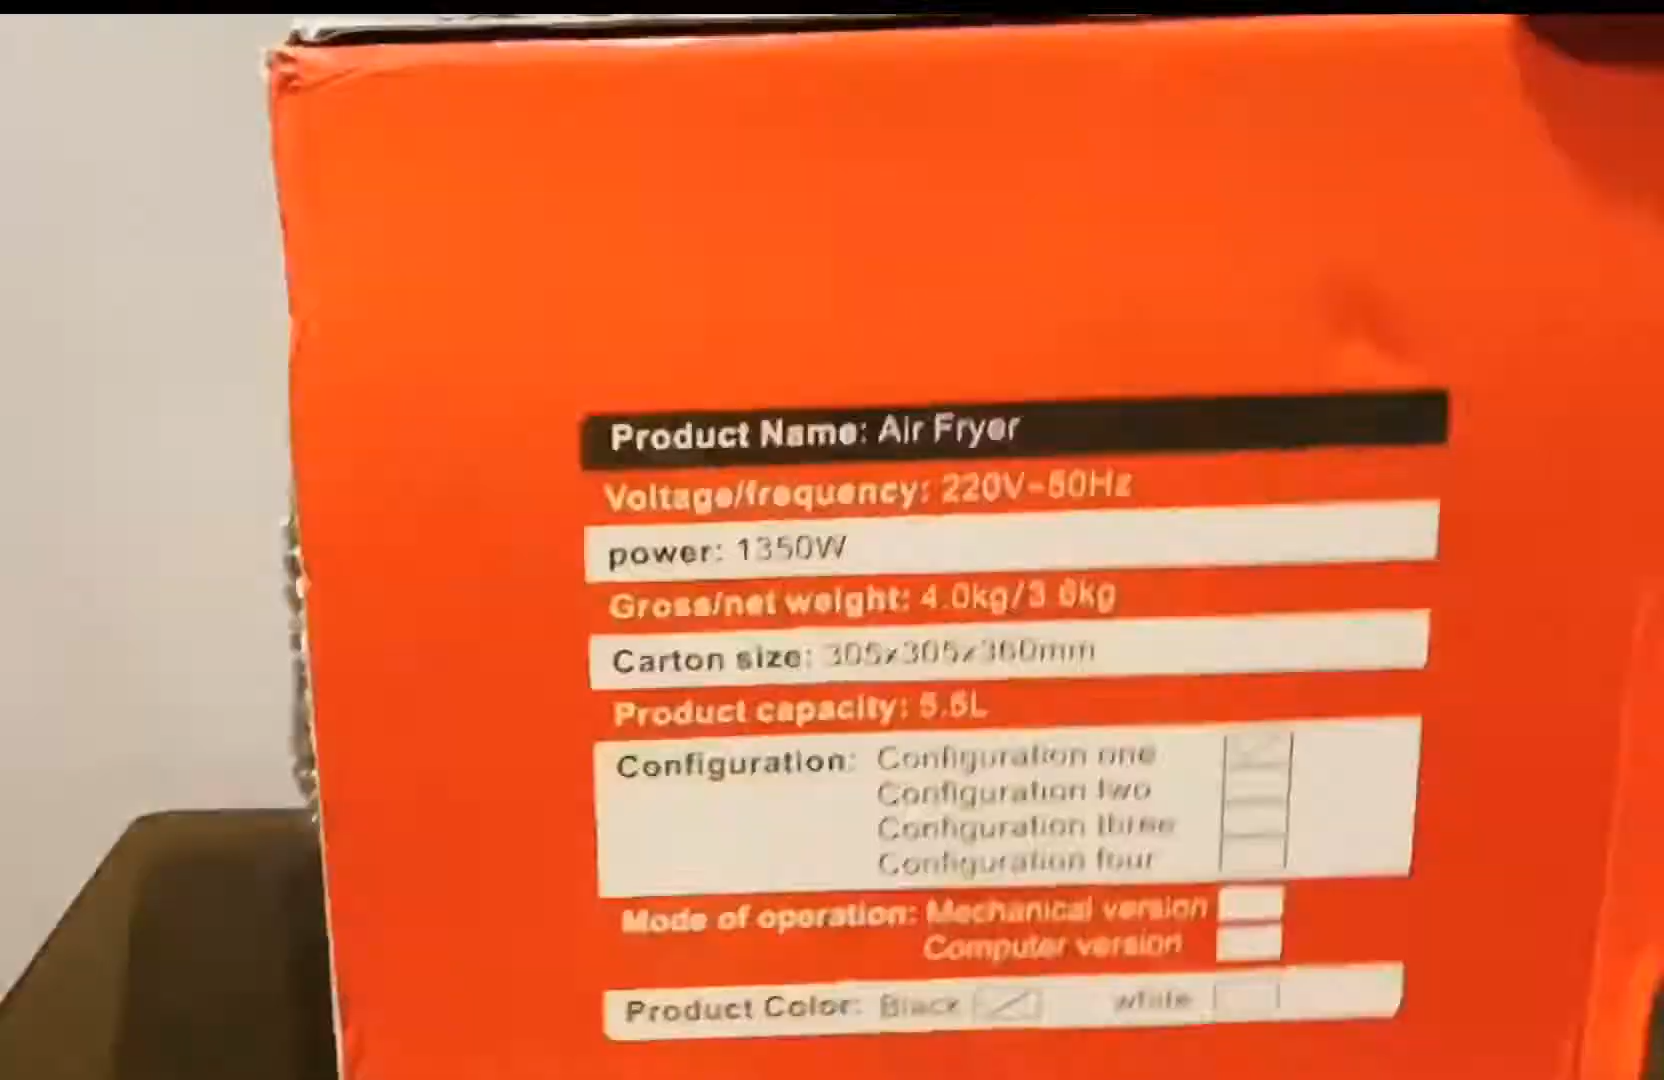 Product Name: Air Fryer
Voltage/frequency: 220V~50Hz
power: 1350W
Gross/net weight: 4.0kg/3.6kg
Carton size: 305x305x360mm
Product capacity: 5.5L
Configuration: Configuration one
Configuration two
Configuration three
Configuration four
Mode of operation: Mechanical version
Computer version
Product Color: Black white